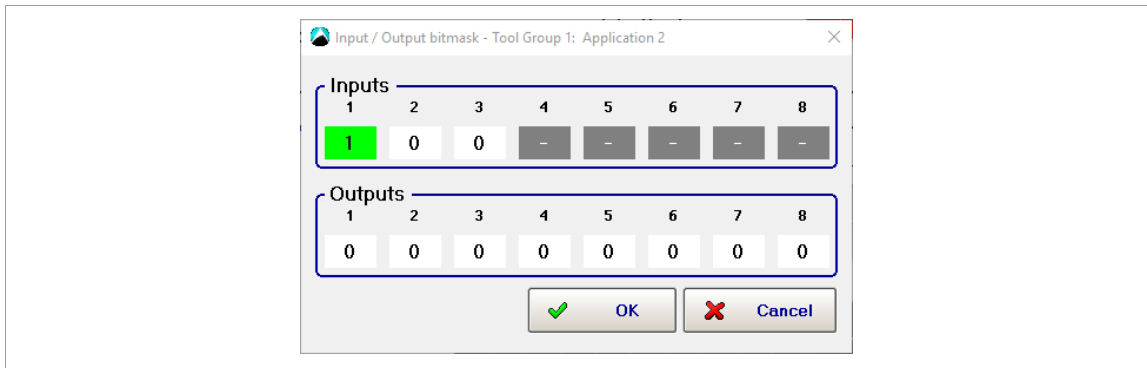 Input / Output bitmask - Tool Group 1: Application 2
Inputs
1 2 3 4 5 6 7 8
1 0 0 - - - - -
Outputs
1 2 3 4 5 6 7 8
0 0 0 0 0 0 0 0
OK Cancel